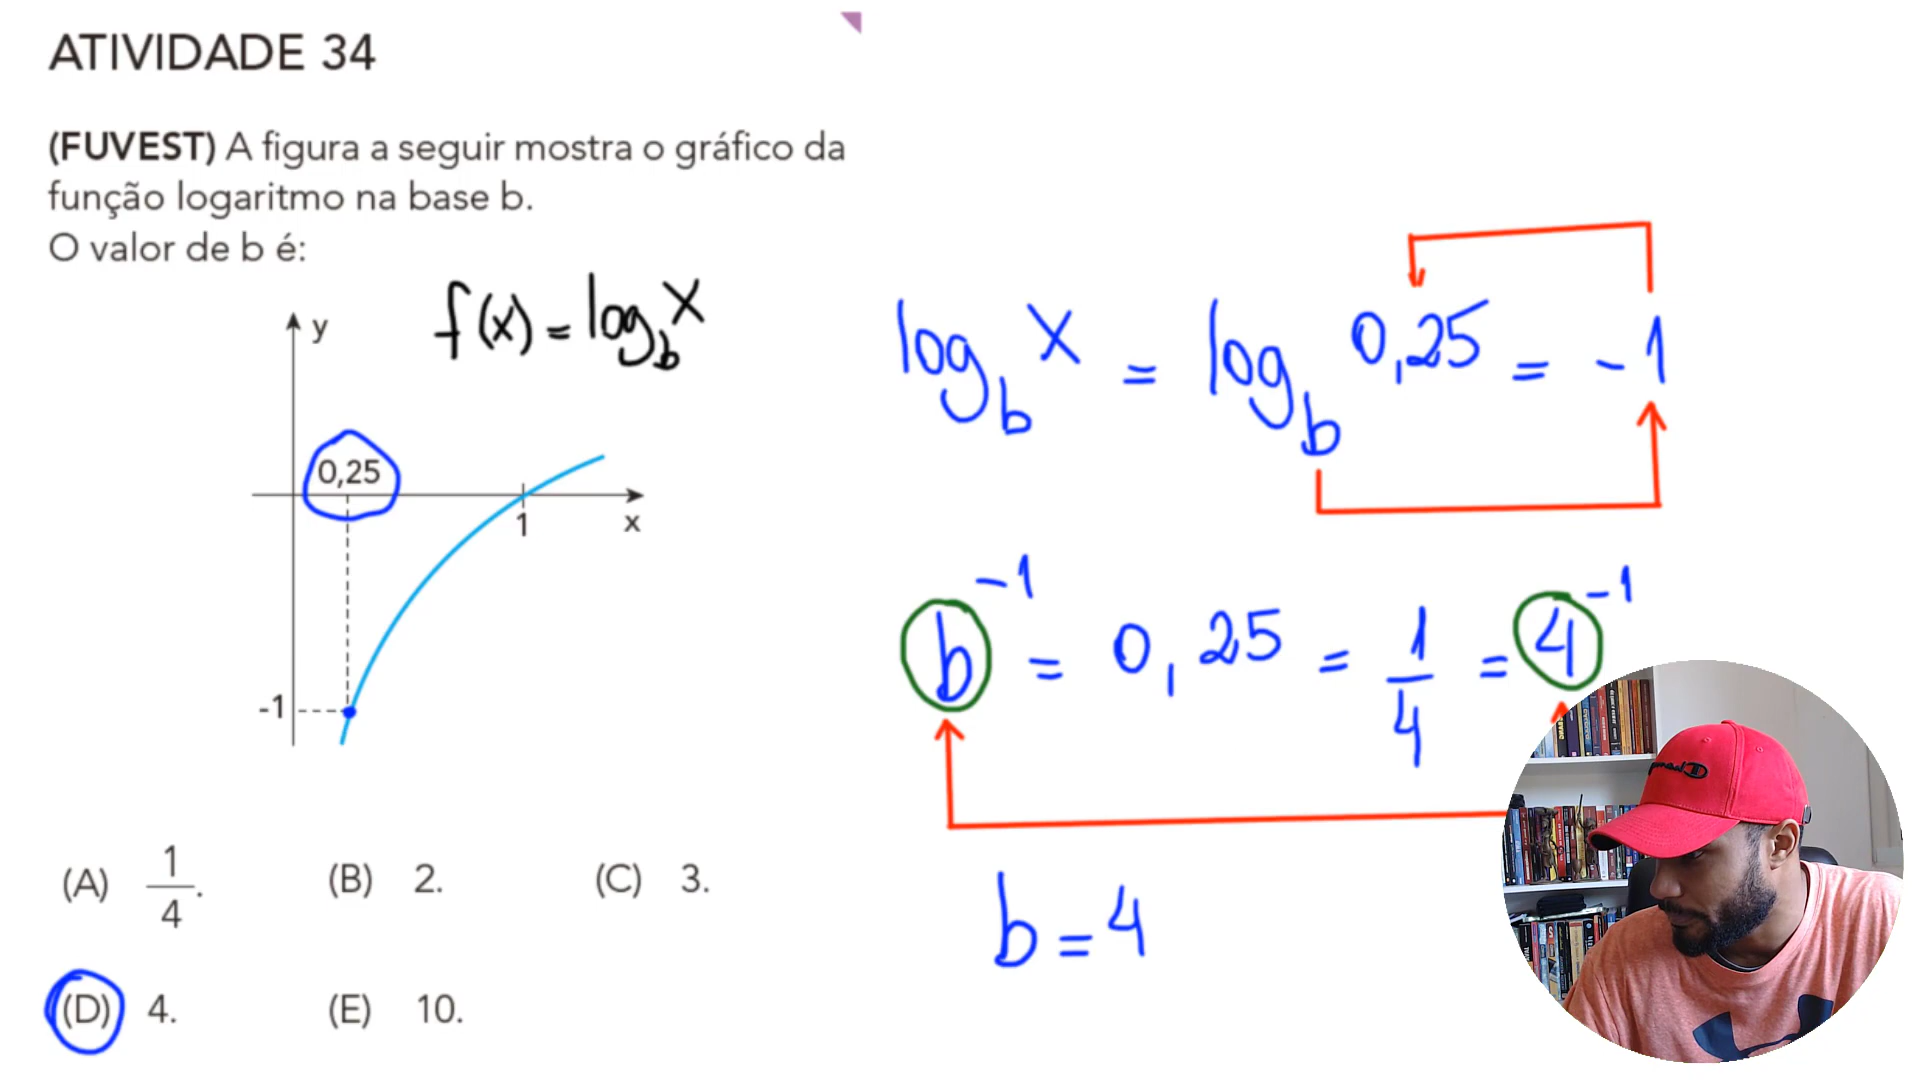 ATIVIDADE 34
(FUVEST) A figura a seguir mostra o gráfico da
função logaritmo na base b.
O valor de b é:
f(x) = log_b x
y
0,25
1
x
-1
(A) 1/4.
(B) 2.
(C) 3.
(D) 4.
(E) 10.
log_b x = log_b 0,25 = -1
b^-1 = 0,25 = 1/4 = 4^-1
b = 4